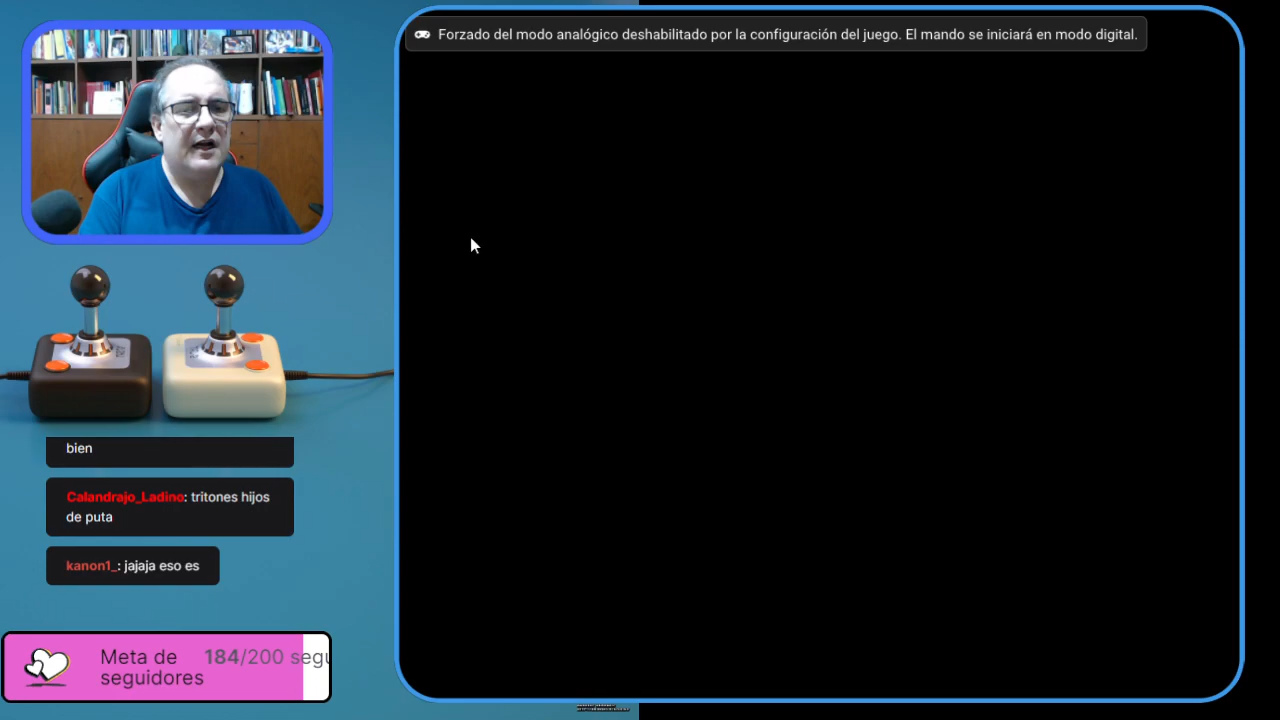 Forzado del modo analógico deshabilitado por la configuración del juego. El mando se iniciará en modo digital.
bien
Calandrajo_Ladino: tritones hijos
de puta
kanon1_: jajaja eso es
Meta de
seguidores
184/200 segu